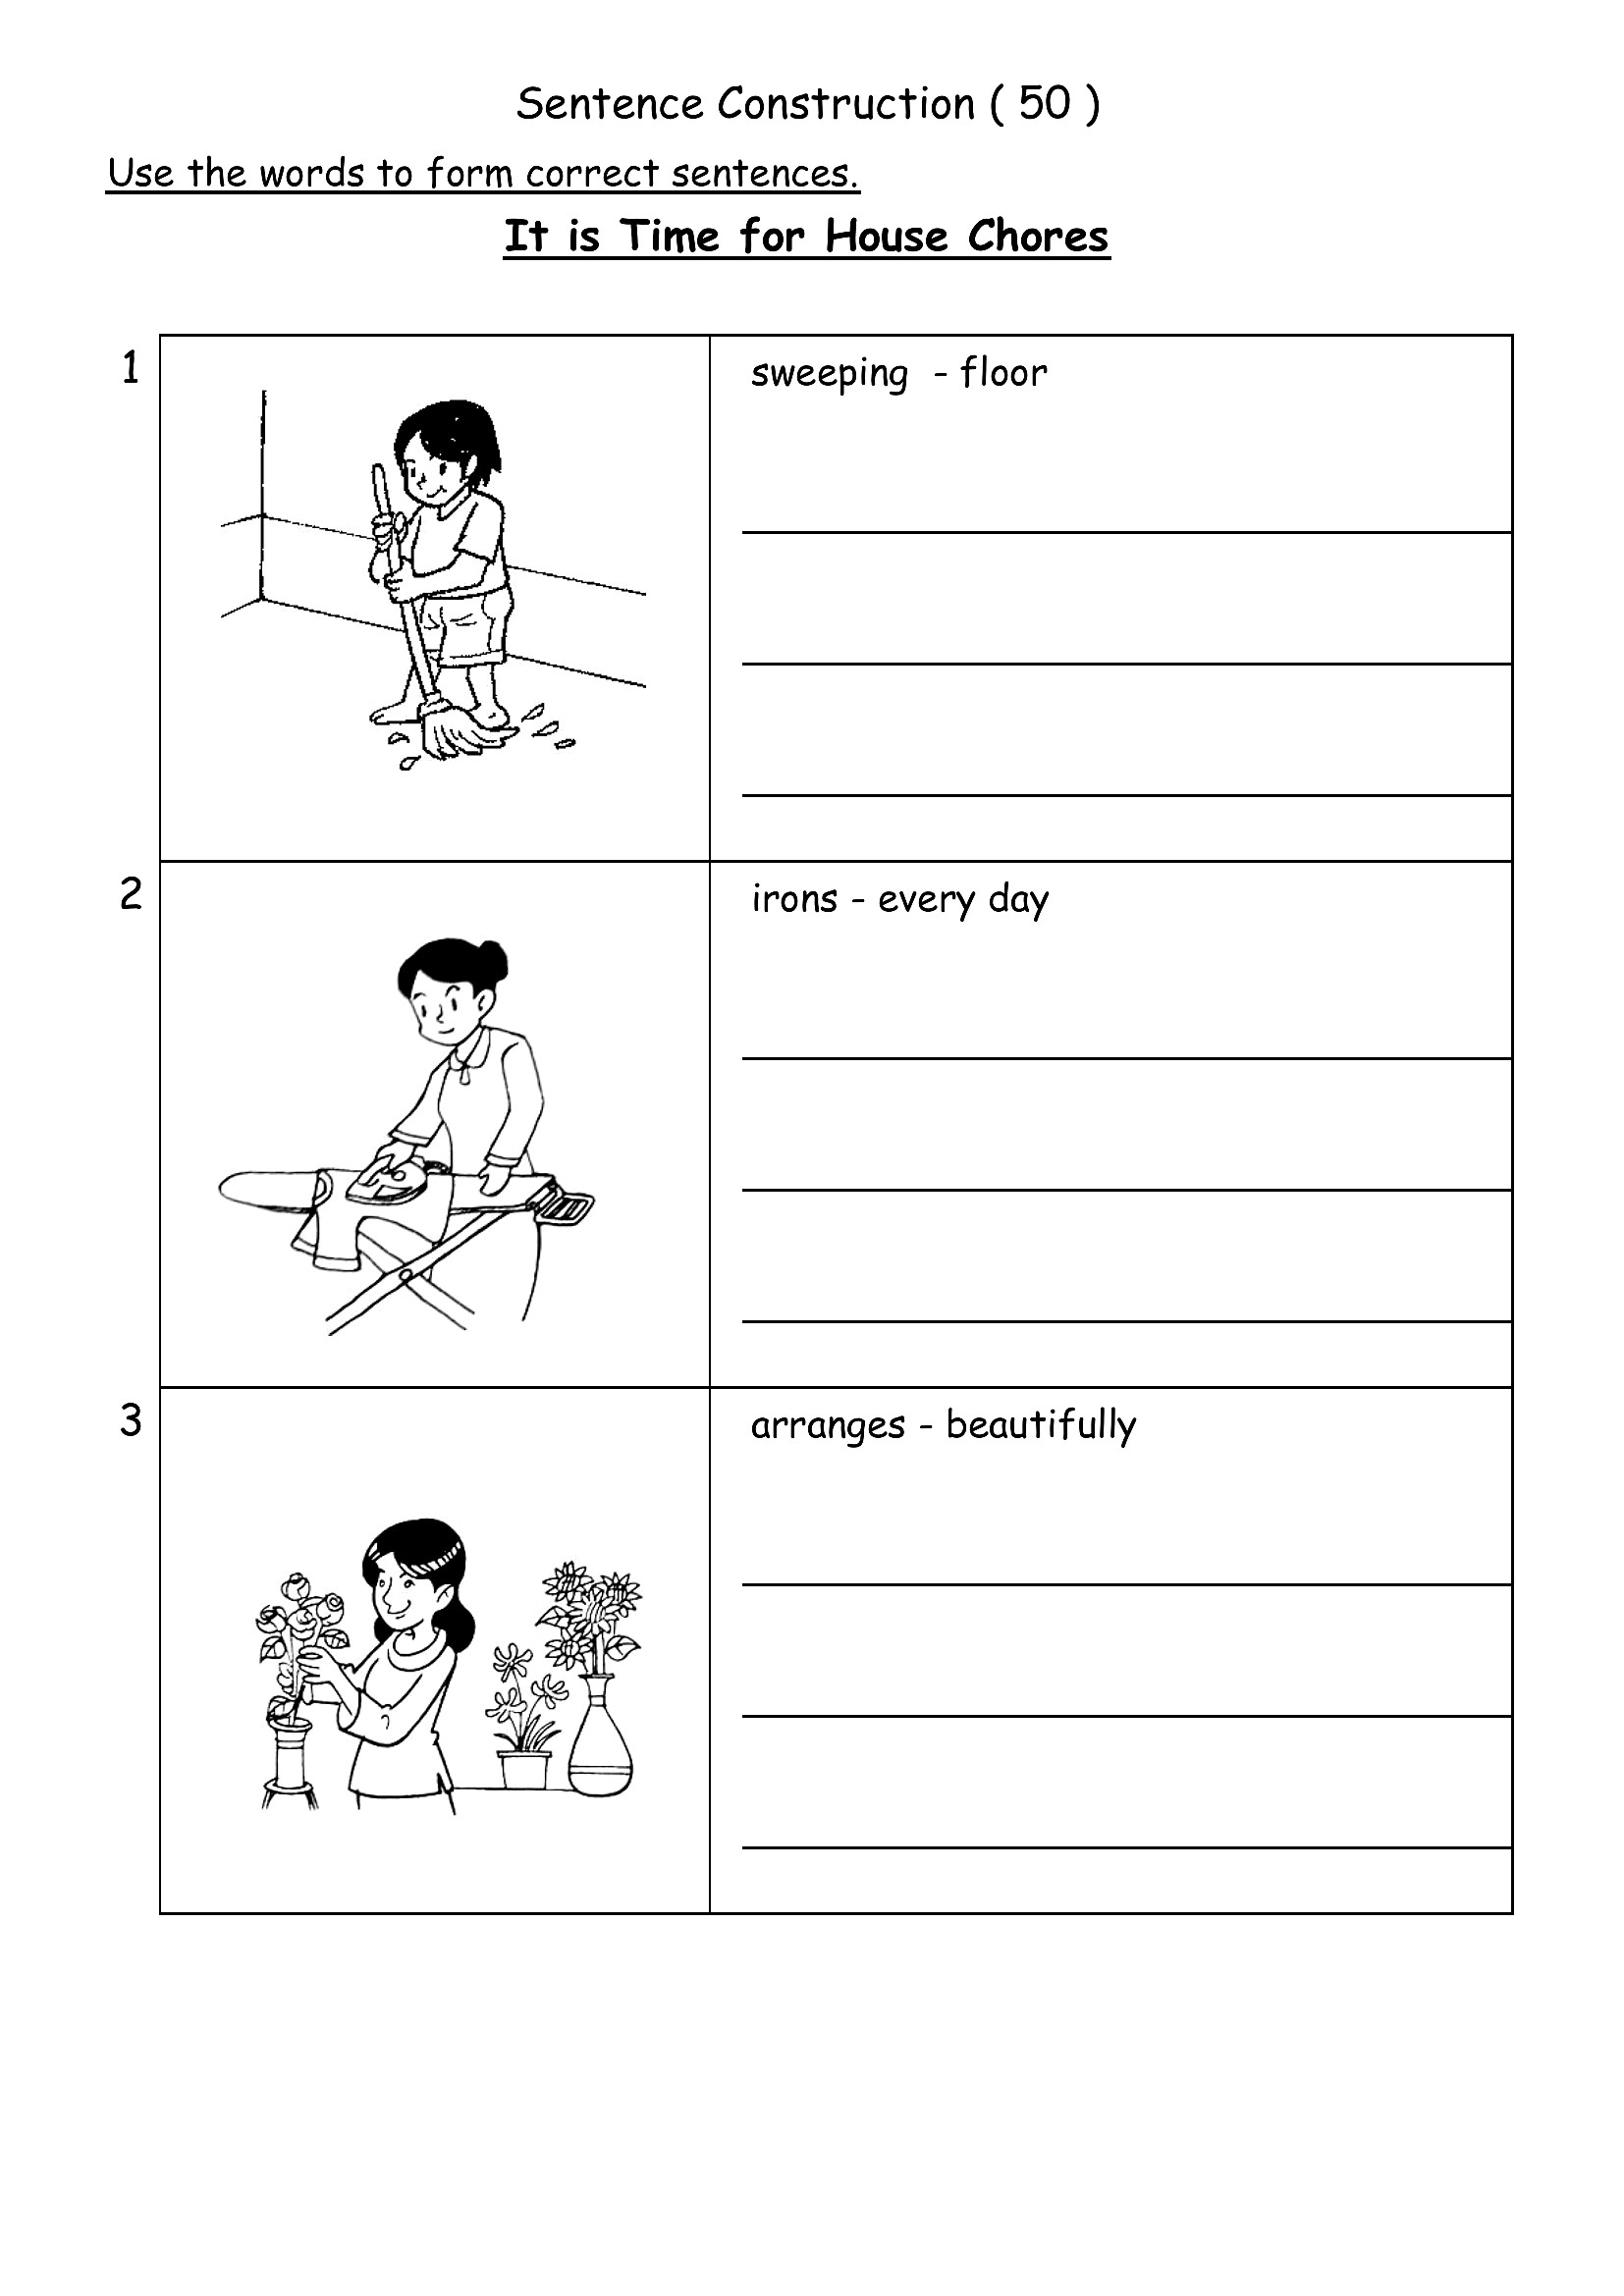 Sentence Construction ( 50 )
Use the words to form correct sentences.
It is Time for House Chores
1
sweeping - floor
2
irons - every day
3
arranges - beautifully